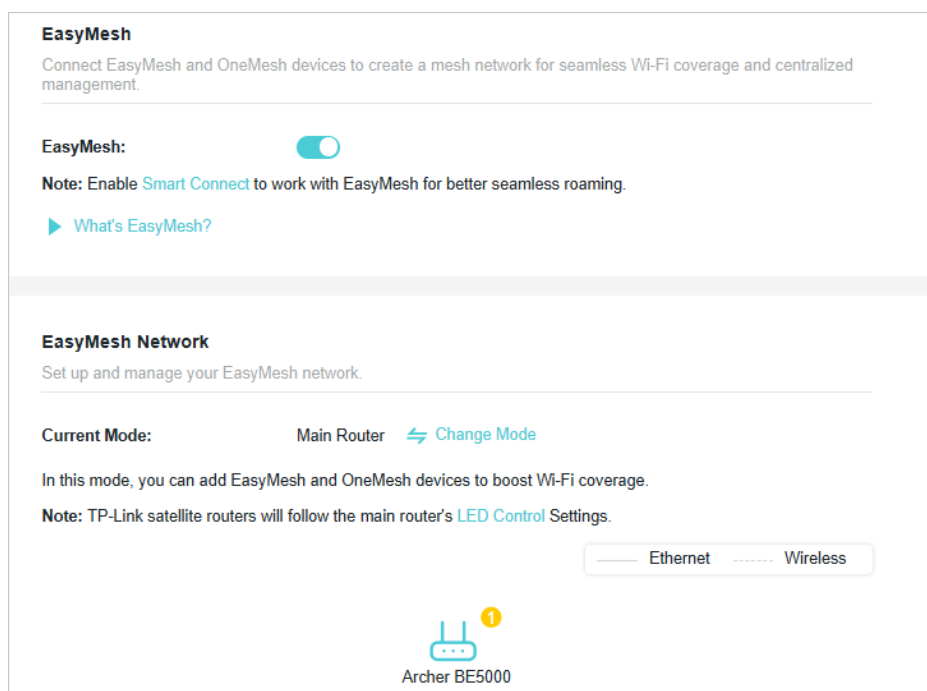 EasyMesh
Connect EasyMesh and OneMesh devices to create a mesh network for seamless Wi-Fi coverage and centralized
management.
EasyMesh:
Note: Enable Smart Connect to work with EasyMesh for better seamless roaming.
What's EasyMesh?
EasyMesh Network
Set up and manage your EasyMesh network.
Current Mode: Main Router Change Mode
In this mode, you can add EasyMesh and OneMesh devices to boost Wi-Fi coverage.
Note: TP-Link satellite routers will follow the main router's LED Control Settings.
Ethernet Wireless
1
Archer BE5000